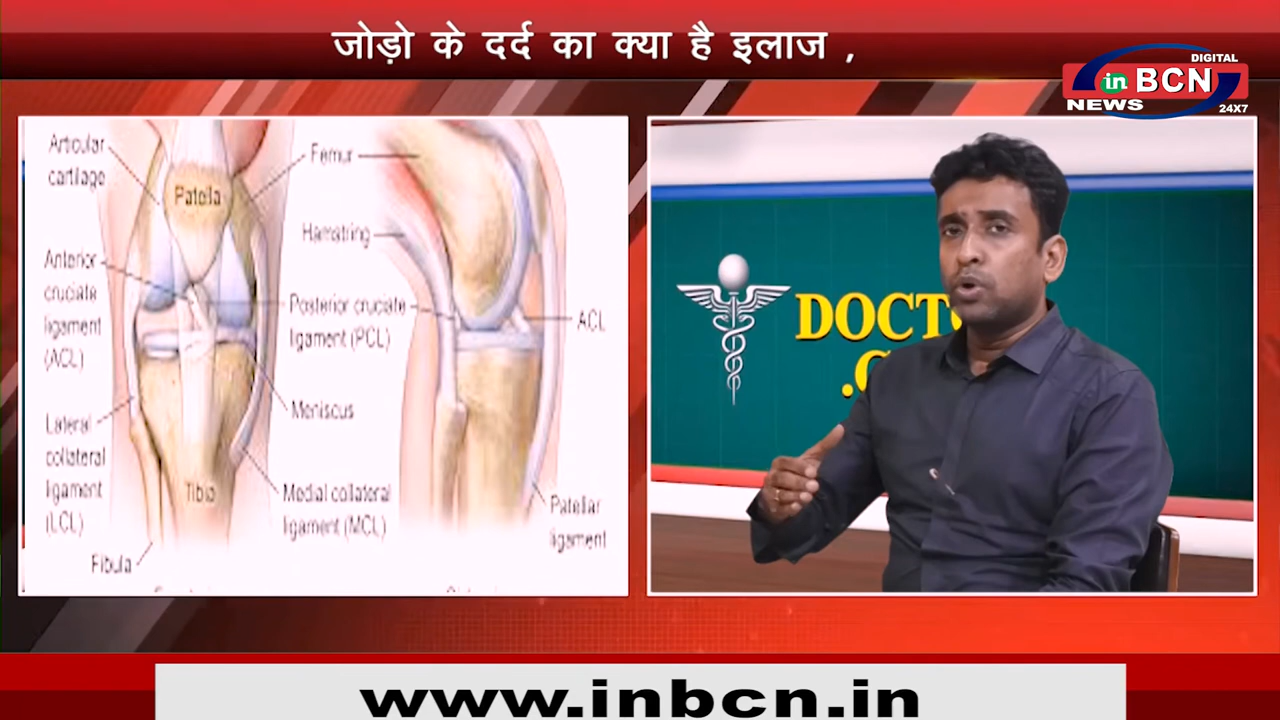 जोड़ो के दर्द का क्या है इलाज ,
DIGITAL
in BCN
NEWS
24X7
Articular
cartilage
Patella
Femur
Hamstring
Anterior
cruciate
ligament
(ACL)
Posterior cruciate
ligament (PCL)
ACL
Meniscus
Lateral
collateral
ligament
(LCL)
Tibia
Medial collateral
ligament (MCL)
Patellar
ligament
Fibula
DOCT
.C
www.inbcn.in